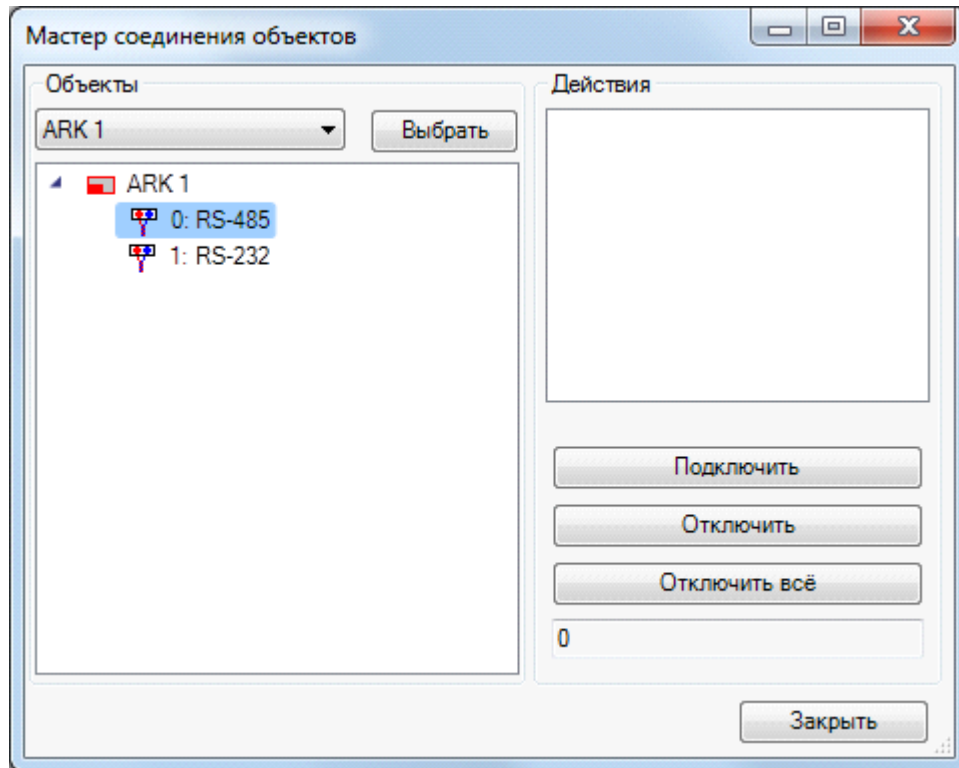 Мастер соединения объектов
Объекты
ARK 1
Выбрать
ARK 1
0: RS-485
1: RS-232
Действия
Подключить
Отключить
Отключить всё
0
Закрыть